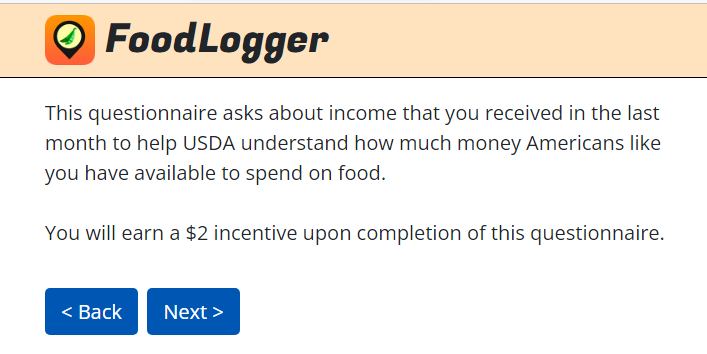 FoodLogger
This questionnaire asks about income that you received in the last
month to help USDA understand how much money Americans like
you have available to spend on food.
You will earn a $2 incentive upon completion of this questionnaire.
< Back
Next >